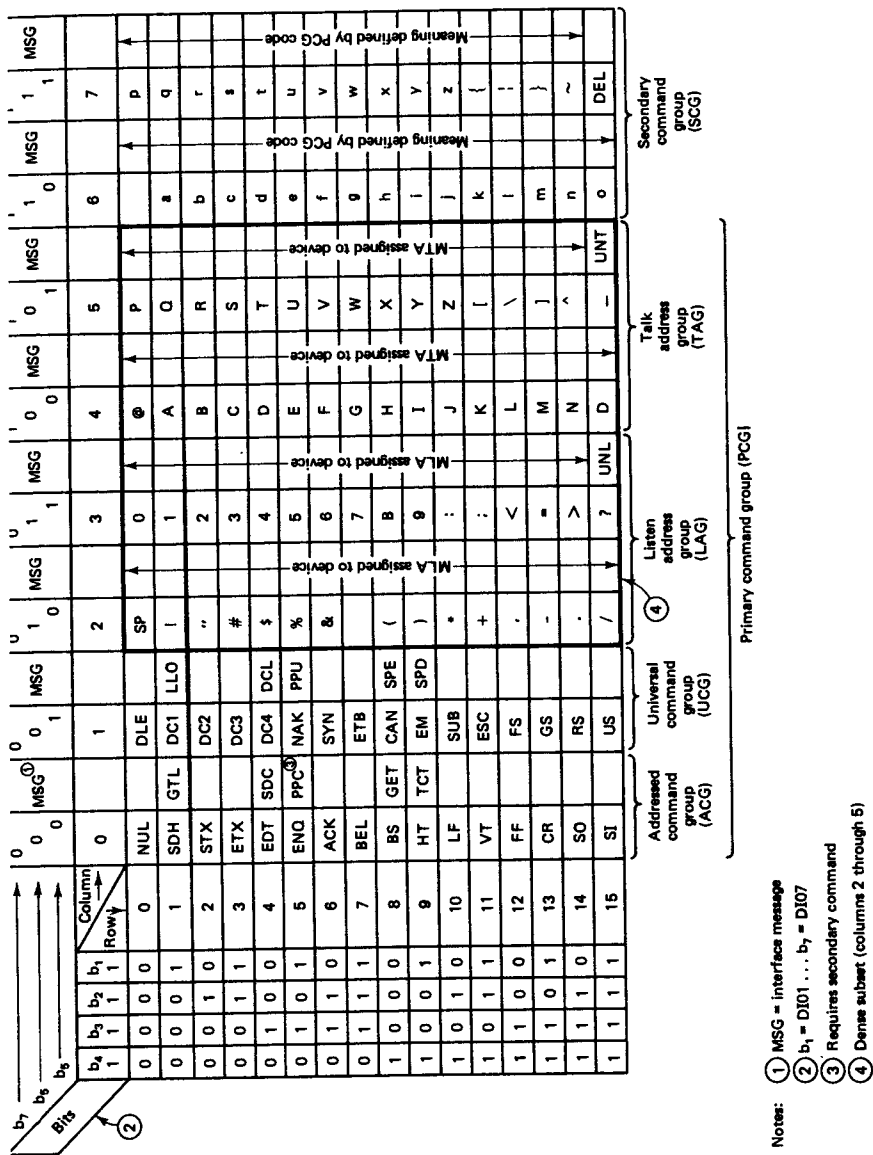 b7 b6 b5
Bits
②
0 0 0 MSG① 0 0 1 MSG 0 1 0 MSG 0 1 1 MSG 1 0 0 MSG 1 0 1 MSG 1 1 0 MSG 1 1 1 MSG
b4 b3 b2 b1 Column Row 0 1 2 3 4 5 6 7
0 0 0 0 0 NUL DLE SP 0 @ P p
0 0 0 1 1 SDH GTL DC1 LLO ! 1 A Q a q
0 0 1 0 2 STX DC2 " 2 B R b r
0 0 1 1 3 ETX DC3 # 3 C S c s
0 1 0 0 4 EDT SDC DC4 DCL $ 4 D T d t
0 1 0 1 5 ENQ PPC③ NAK PPU % 5 E U e u
0 1 1 0 6 ACK SYN & 6 F V f v
0 1 1 1 7 BEL ETB 7 G W g w
1 0 0 0 8 BS GET CAN SPE ( B H X h x
1 0 0 1 9 HT TCT EM SPD ) 9 I Y i y
1 0 1 0 10 LF SUB * : J Z j z
1 0 1 1 11 VT ESC + ; K [ k {
1 1 0 0 12 FF FS , < L \ l ¦
1 1 0 1 13 CR GS - = M ] m }
1 1 1 0 14 SO RS . > N ^ n ~
1 1 1 1 15 SI US / ? UNL D _ UNT o DEL
MLA assigned to device
MLA assigned to device
MTA assigned to device
MTA assigned to device
Meaning defined by PCG code
Meaning defined by PCG code
④
Addressed
command
group
(ACG)
Universal
command
group
(UCG)
Listen
address
group
(LAG)
Talk
address
group
(TAG)
Secondary
command
group
(SCG)
Primary command group (PCG)
Notes: ① MSG = interface message
② b1 = DI01 . . . b7 = DI07
③ Requires secondary command
④ Dense subset (columns 2 through 5)